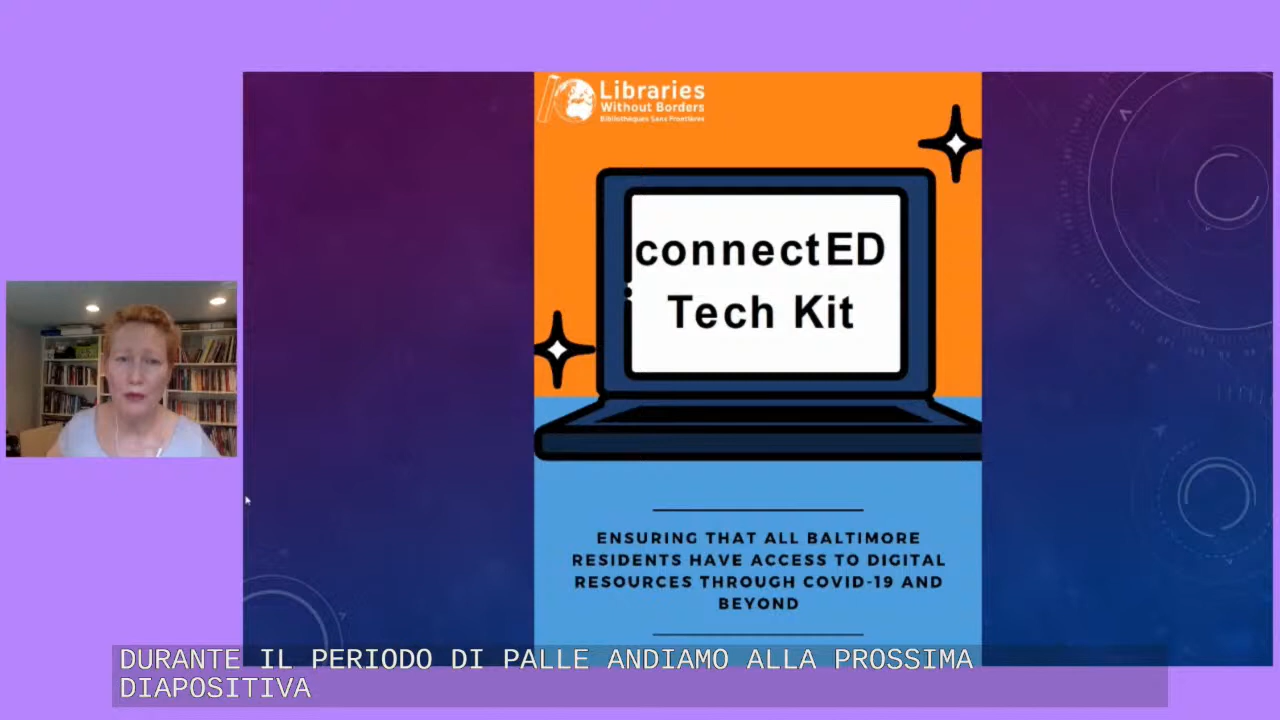 Libraries
Without Borders
Bibliothèques Sans Frontières
connectED
Tech Kit
ENSURING THAT ALL BALTIMORE
RESIDENTS HAVE ACCESS TO DIGITAL
RESOURCES THROUGH COVID-19 AND
BEYOND
DURANTE IL PERIODO DI PALLE ANDIAMO ALLA PROSSIMA
DIAPOSITIVA